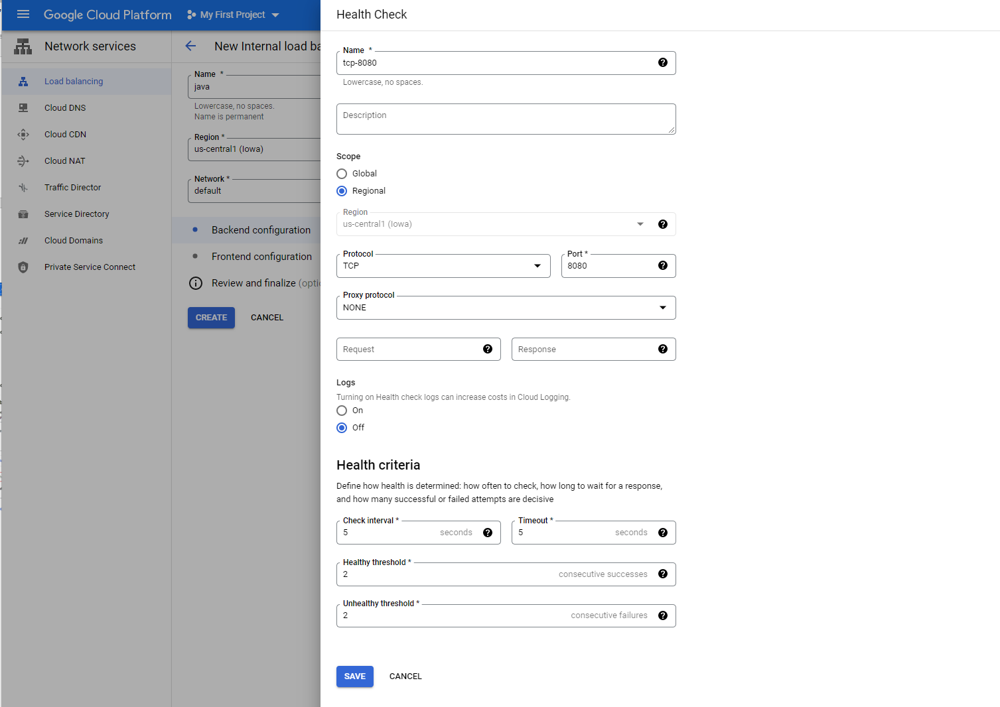 Google Cloud Platform
My First Project
Network services
Load balancing
Cloud DNS
Cloud CDN
Cloud NAT
Traffic Director
Service Directory
Cloud Domains
Private Service Connect
New Internal load ba
Name *
java
Lowercase, no spaces.
Name is permanent
Region *
us-central1 (Iowa)
Network *
default
Backend configuration
Frontend configuration
Review and finalize (optio
CREATE CANCEL
Health Check
Name *
tcp-8080
Lowercase, no spaces.
Description
Scope
Global
Regional
Region
us-central1 (Iowa)
Protocol
TCP
Port *
8080
Proxy protocol
NONE
Request
Response
Logs
Turning on Health check logs can increase costs in Cloud Logging.
On
Off
Health criteria
Define how health is determined: how often to check, how long to wait for a response,
and how many successful or failed attempts are decisive
Check interval *
5 seconds
Timeout *
5 seconds
Healthy threshold *
2 consecutive successes
Unhealthy threshold *
2 consecutive failures
SAVE CANCEL